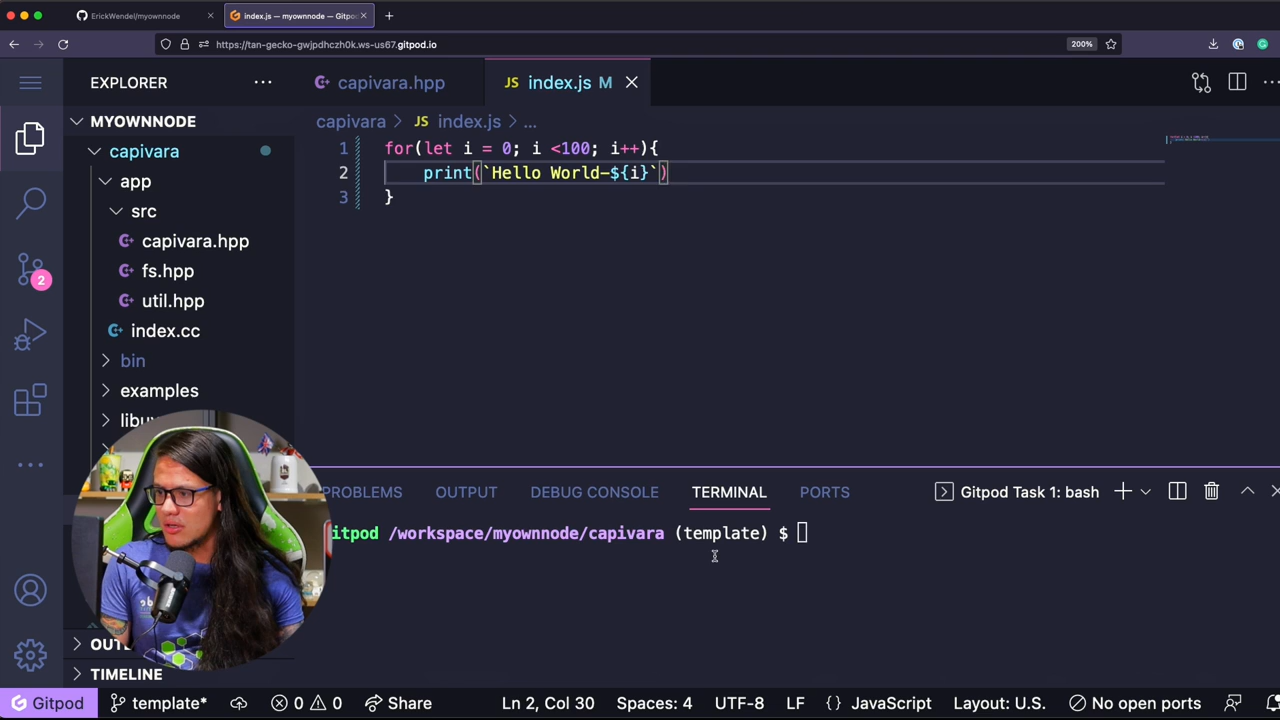 ErickWendel/myownnode
index.js — myownnode — Gitpod
https://tan-gecko-gwjpdhczh0k.ws-us67.gitpod.io
200%
EXPLORER
capivara.hpp
JS index.js M
MYOWNNODE
capivara
app
src
capivara.hpp
fs.hpp
util.hpp
index.cc
bin
examples
libuv
capivara > JS index.js > ...
1 for(let i = 0; i <100; i++){
2 print(`Hello World-${i}`)
3 }
2
PROBLEMS
OUTPUT
DEBUG CONSOLE
TERMINAL
PORTS
Gitpod Task 1: bash
gitpod /workspace/myownnode/capivara (template) $
TIMELINE
Gitpod
template*
0
0
Share
Ln 2, Col 30
Spaces: 4
UTF-8
LF
{} JavaScript
Layout: U.S.
No open ports